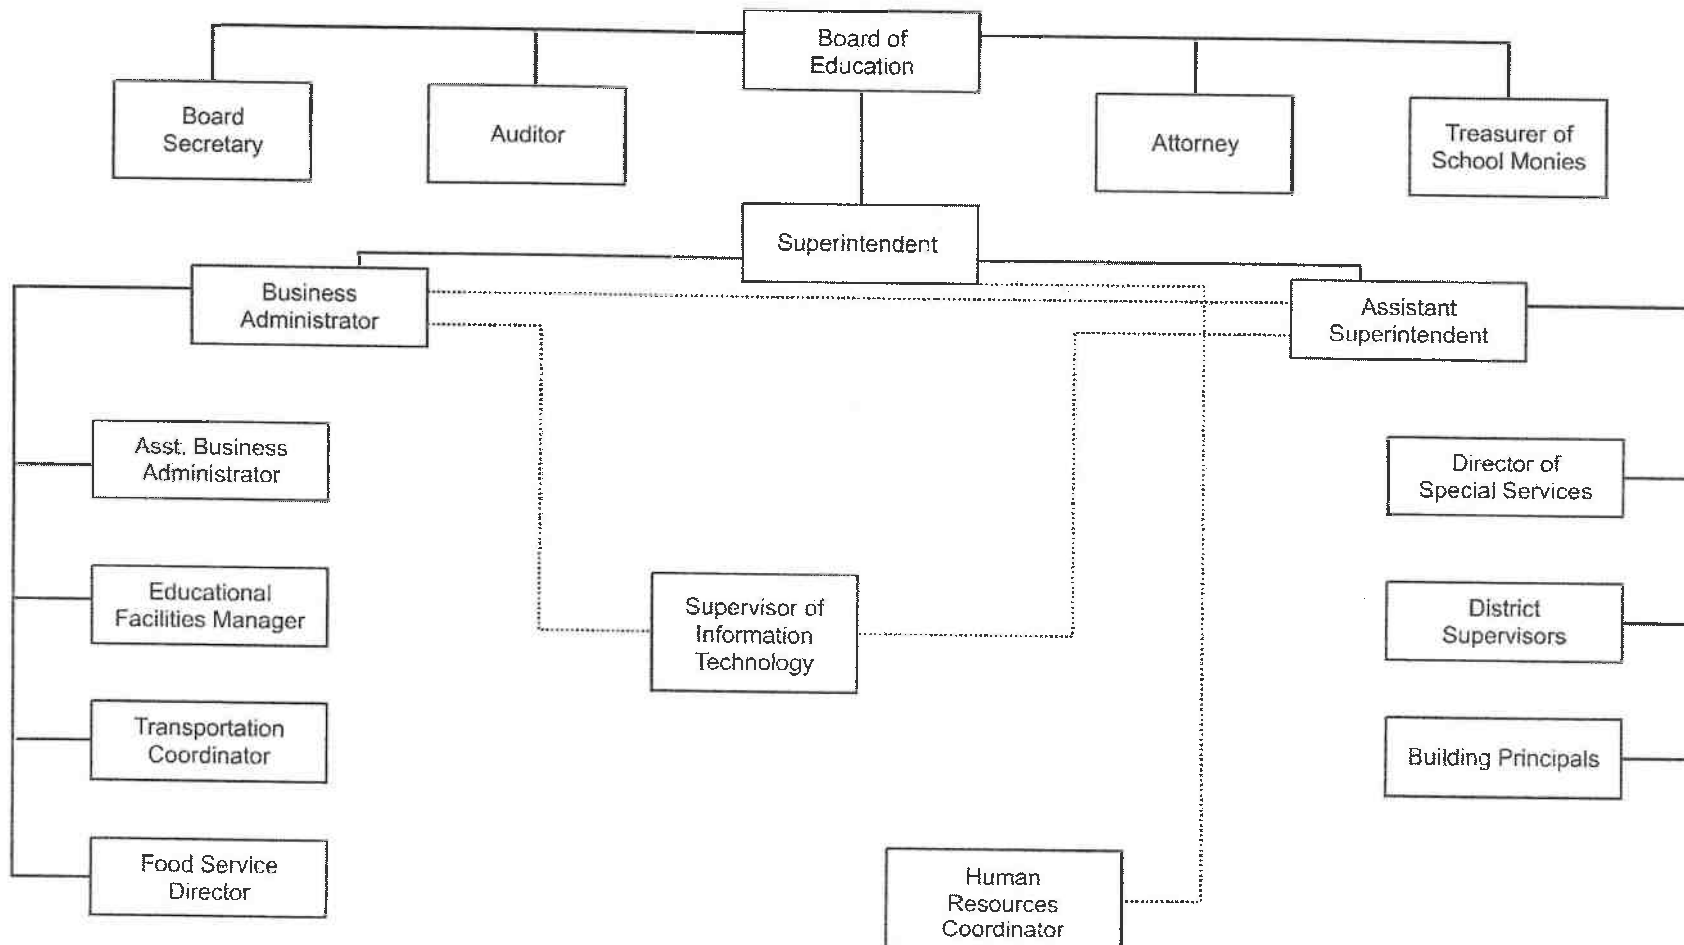 Board of
Education
Board
Secretary
Auditor
Attorney
Treasurer of
School Monies
Superintendent
Business
Administrator
Assistant
Superintendent
Asst. Business
Administrator
Director of
Special Services
Educational
Facilities Manager
Supervisor of
Information
Technology
District
Supervisors
Transportation
Coordinator
Building Principals
Food Service
Director
Human
Resources
Coordinator